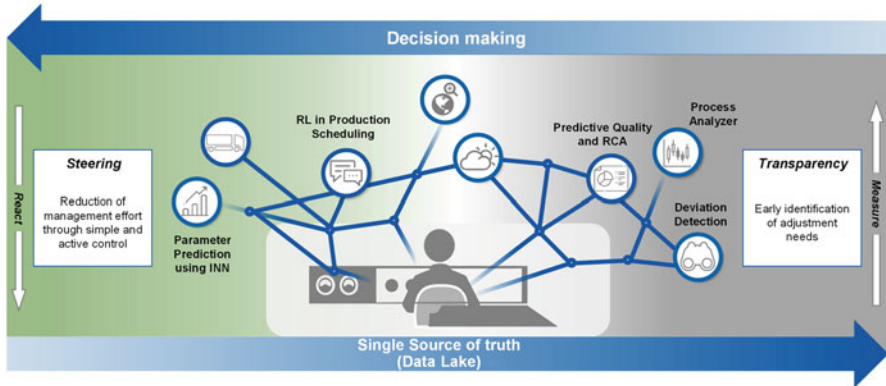 Decision making
React
Steering
Reduction of
management effort
through simple and
active control
Parameter
Prediction
using INN
RL in Production
Scheduling
Predictive Quality
and RCA
Process
Analyzer
Deviation
Detection
Transparency
Early identification
of adjustment
needs
Measure
Single Source of truth
(Data Lake)